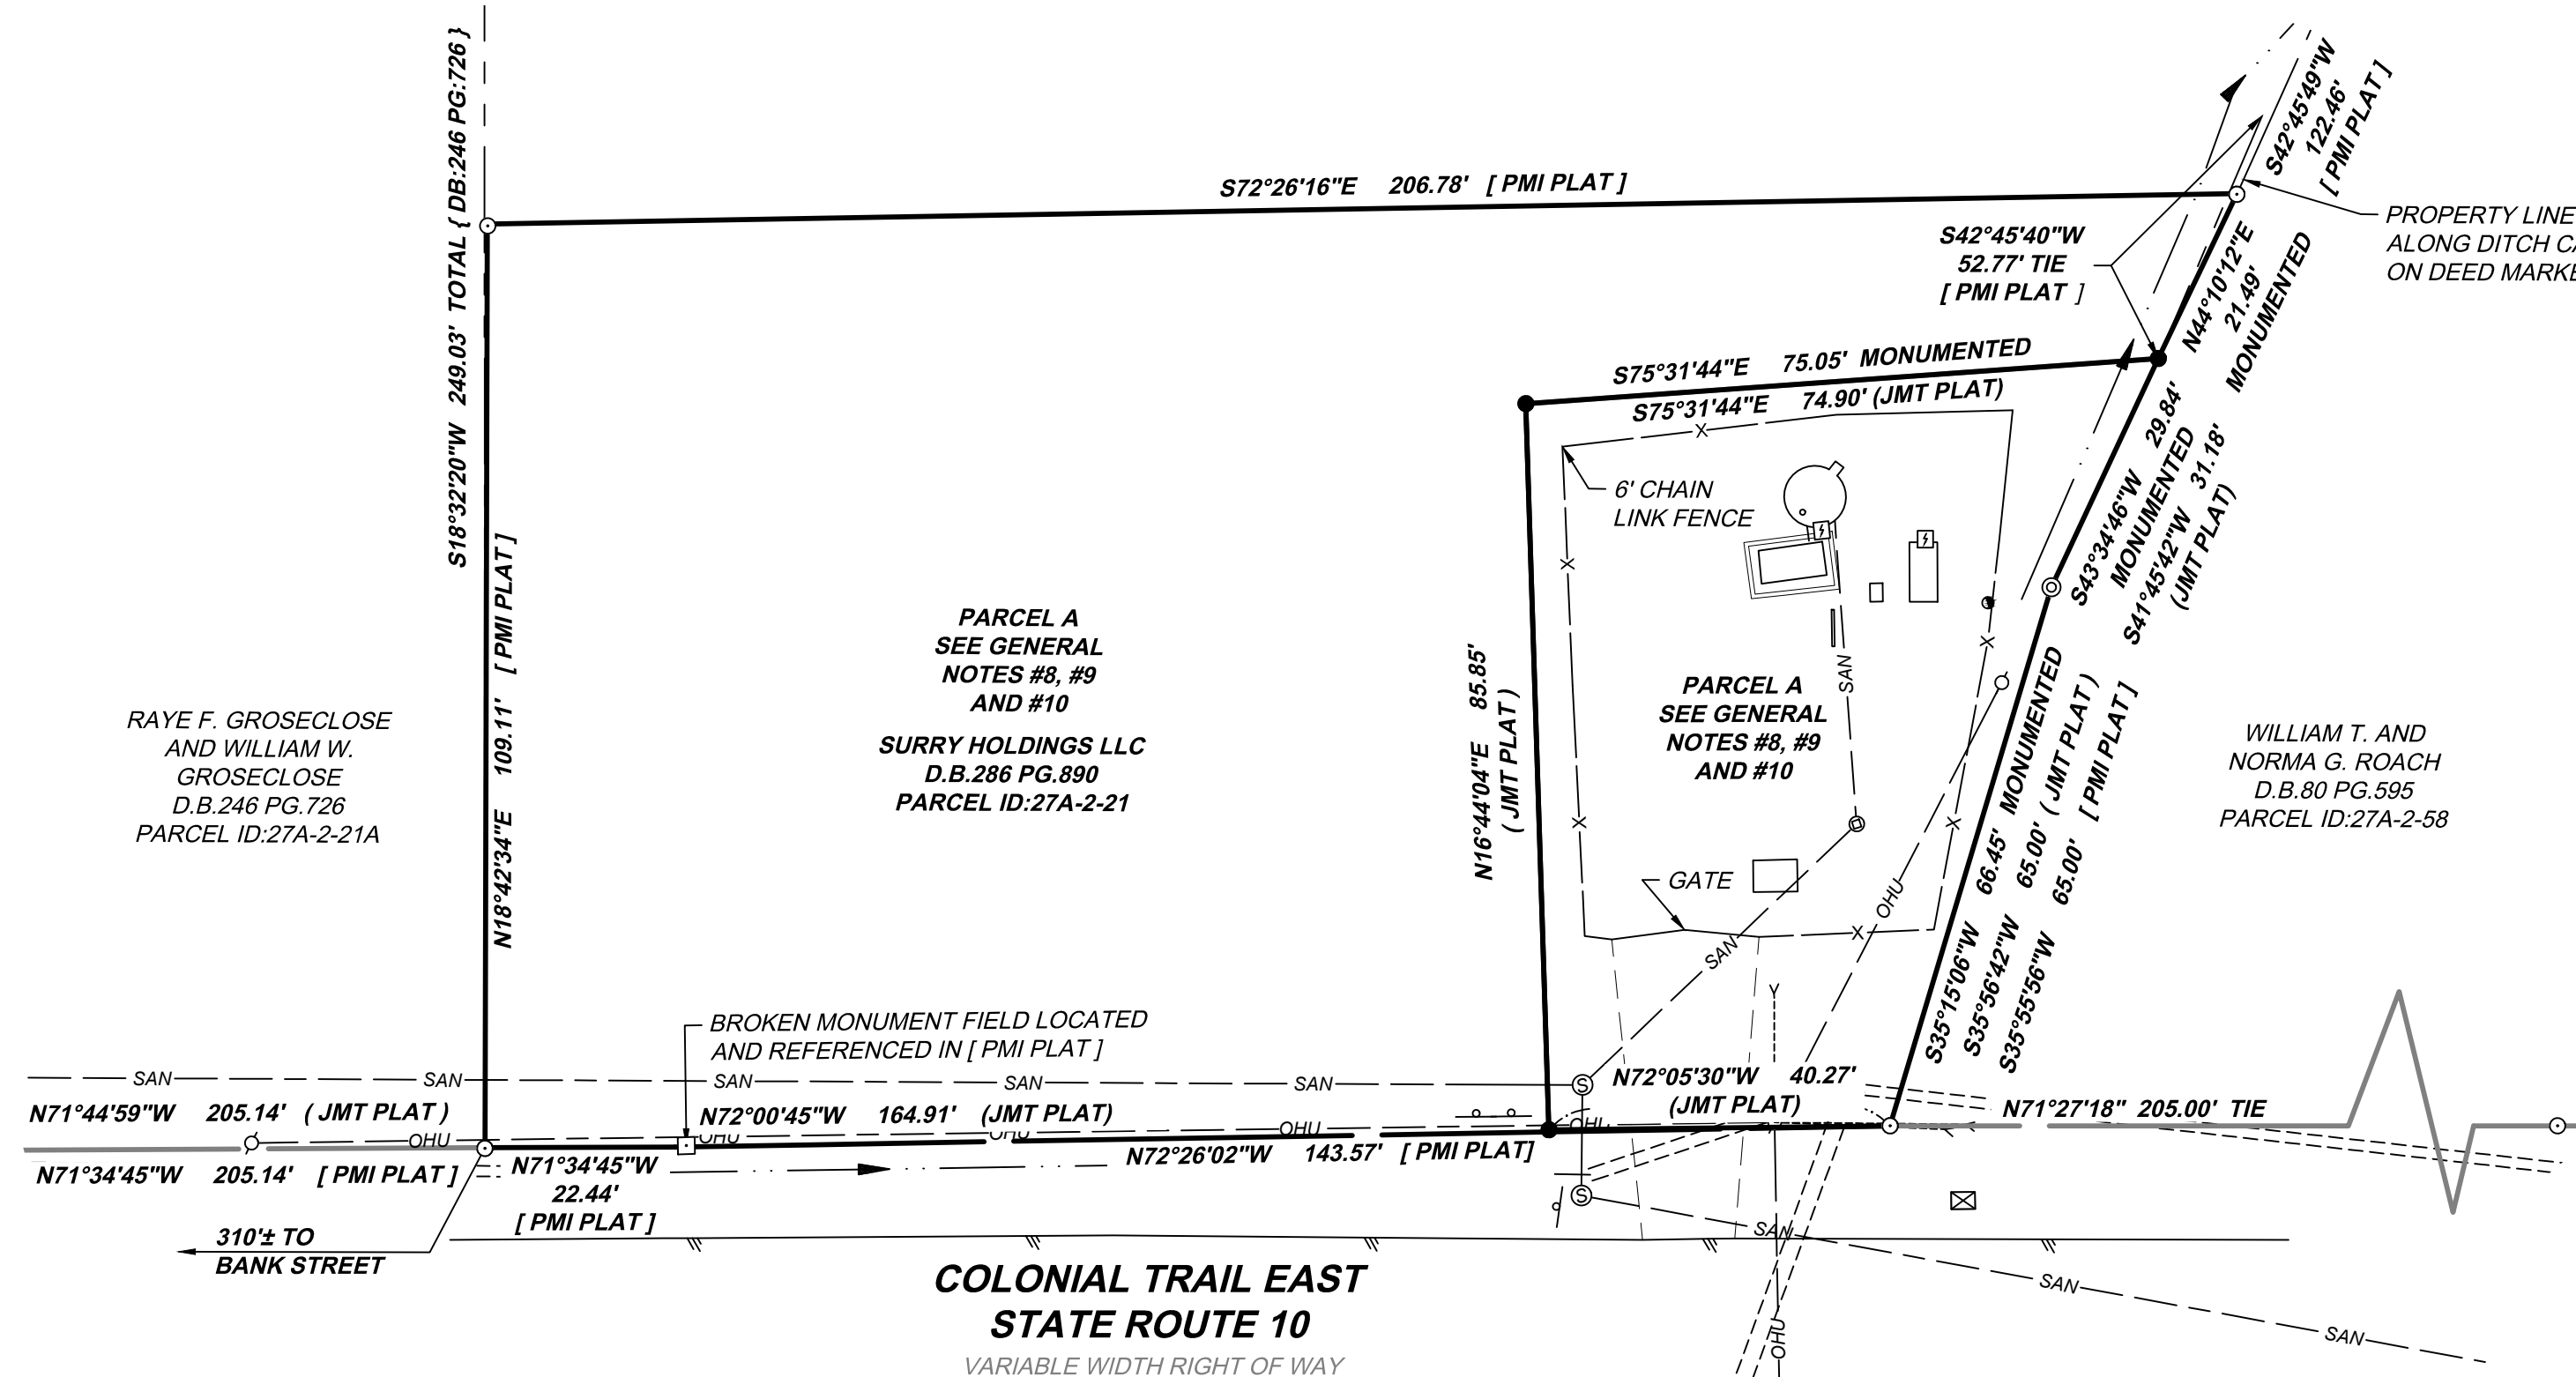 S18°32'20"W 249.03' TOTAL { DB:246 PG:726 }
S72°26'16"E 206.78' [ PMI PLAT ]
S42°45'49"W
122.46'
[ PMI PLAT ]
PROPERTY LINE
ALONG DITCH
ON DEED
S42°45'40"W
52.77' TIE
[ PMI PLAT ]
N44°10'12"E
21.49'
MONUMENTED
S75°31'44"E 75.05' MONUMENTED
S75°31'44"E 74.90' (JMT PLAT)
X
6' CHAIN
LINK FENCE
S43°34'46"W 29.84'
MONUMENTED
S41°45'42"W 31.18'
(JMT PLAT)
N18°42'34"E 109.11' [ PMI PLAT ]
PARCEL A
SEE GENERAL
NOTES #8, #9
AND #10
SURRY HOLDINGS LLC
D.B.286 PG.890
PARCEL ID:27A-2-21
RAYE F. GROSECLOSE
AND WILLIAM W.
GROSECLOSE
D.B.246 PG.726
PARCEL ID:27A-2-21A
N16°44'04"E 85.85'
( JMT PLAT )
X
X
SAN
X
PARCEL A
SEE GENERAL
NOTES #8, #9
AND #10
X
X
GATE
X
OHU
SAN
S35°15'06"W 66.45' MONUMENTED
S35°56'42"W 65.00' ( JMT PLAT )
S35°55'56"W 65.00' [ PMI PLAT ]
WILLIAM T. AND
NORMA G. ROACH
D.B.80 PG.595
PARCEL ID:27A-2-58
BROKEN MONUMENT FIELD LOCATED
AND REFERENCED IN [ PMI PLAT ]
SAN
SAN
SAN
SAN
SAN
S
N72°05'30"W 40.27'
(JMT PLAT)
N71°44'59"W 205.14' ( JMT PLAT )
N72°00'45"W 164.91' (JMT PLAT)
N71°27'18" 205.00' TIE
OHU
OHU
OHU
OHU
N71°34'45"W 205.14' [ PMI PLAT ]
N71°34'45"W
22.44'
[ PMI PLAT ]
N72°26'02"W 143.57' [ PMI PLAT]
S
310'± TO
BANK STREET
SAN
SAN
SAN
OHU
COLONIAL TRAIL EAST
STATE ROUTE 10
VARIABLE WIDTH RIGHT OF WAY